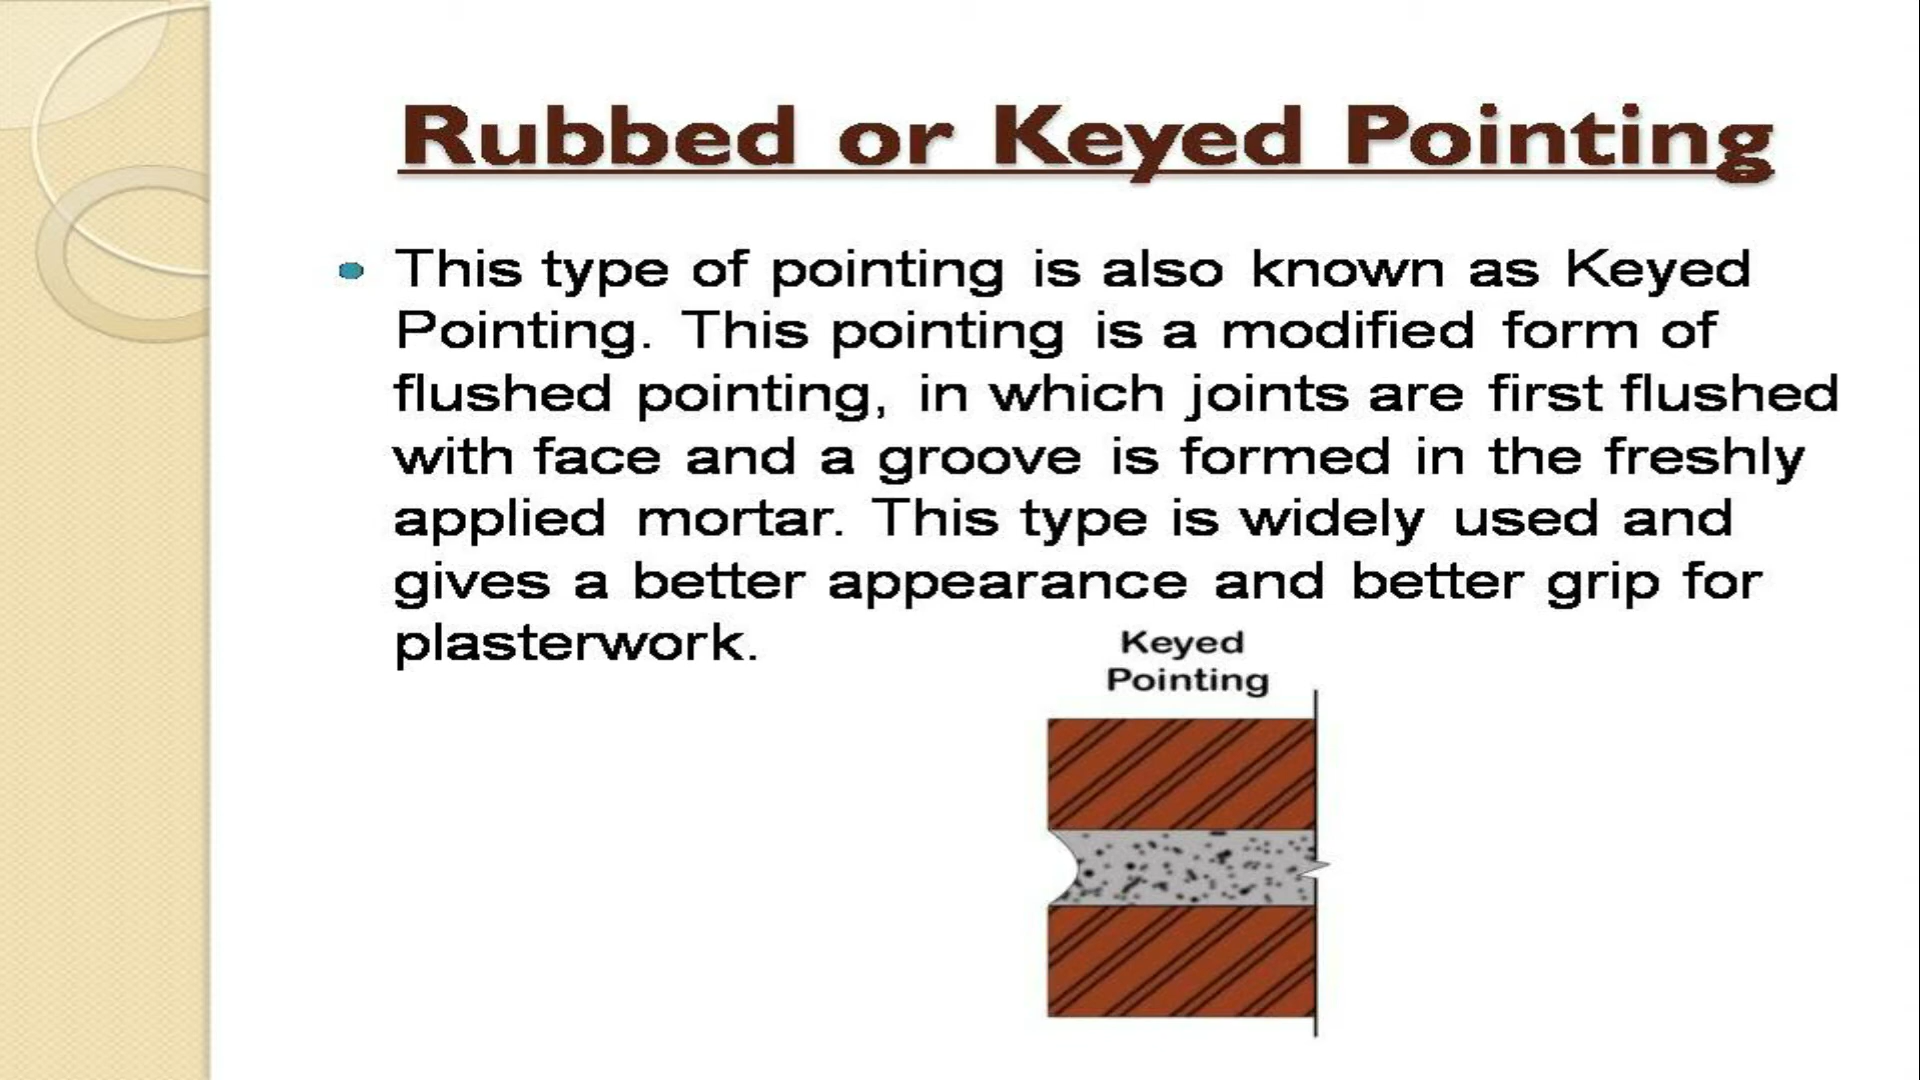 Rubbed or Keyed Pointing
This type of pointing is also known as Keyed
Pointing. This pointing is a modified form of
flushed pointing, in which joints are first flushed
with face and a groove is formed in the freshly
applied mortar. This type is widely used and
gives a better appearance and better grip for
plasterwork.
Keyed
Pointing